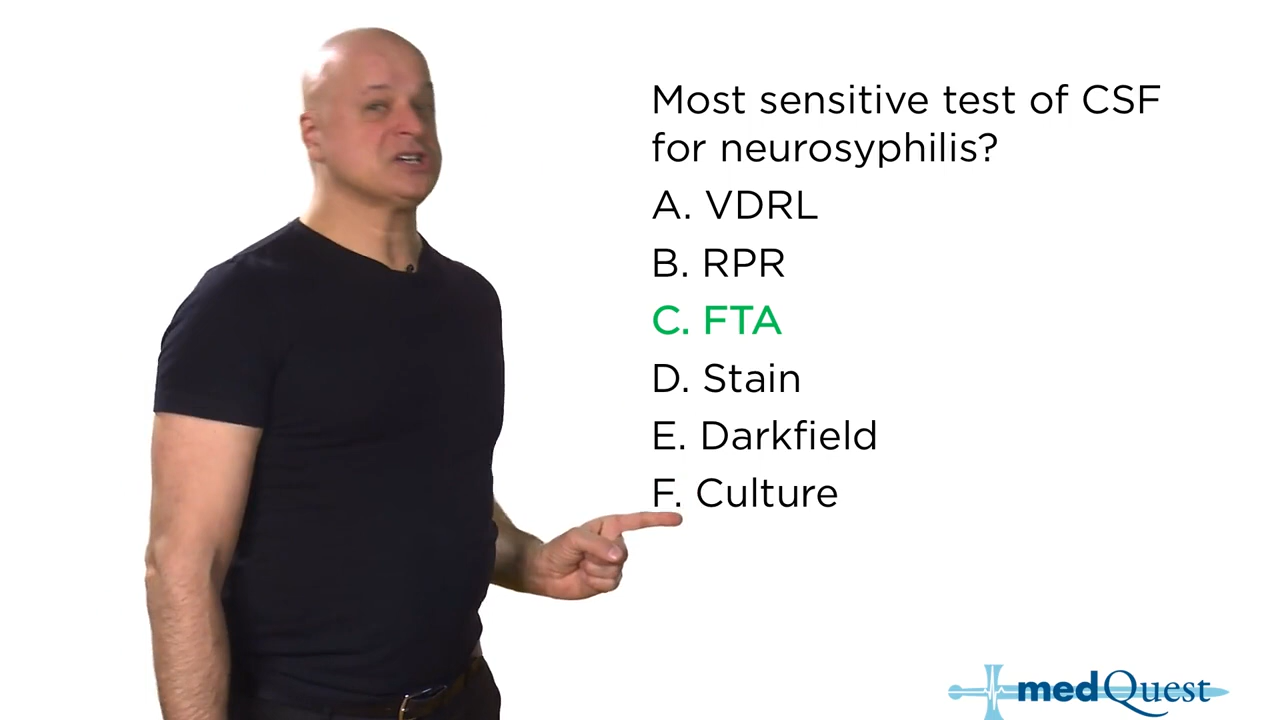 Most sensitive test of CSF
for neurosyphilis?
A. VDRL
B. RPR
C. FTA
D. Stain
E. Darkfield
F. Culture
medQuest